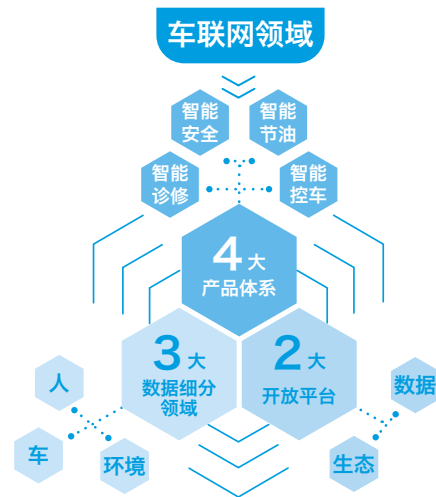 车联网领域
智能
安全
智能
节油
智能
诊修
智能
控车
4大
产品体系
3大
数据细分
领域
2大
开放平台
人
车
环境
数据
生态